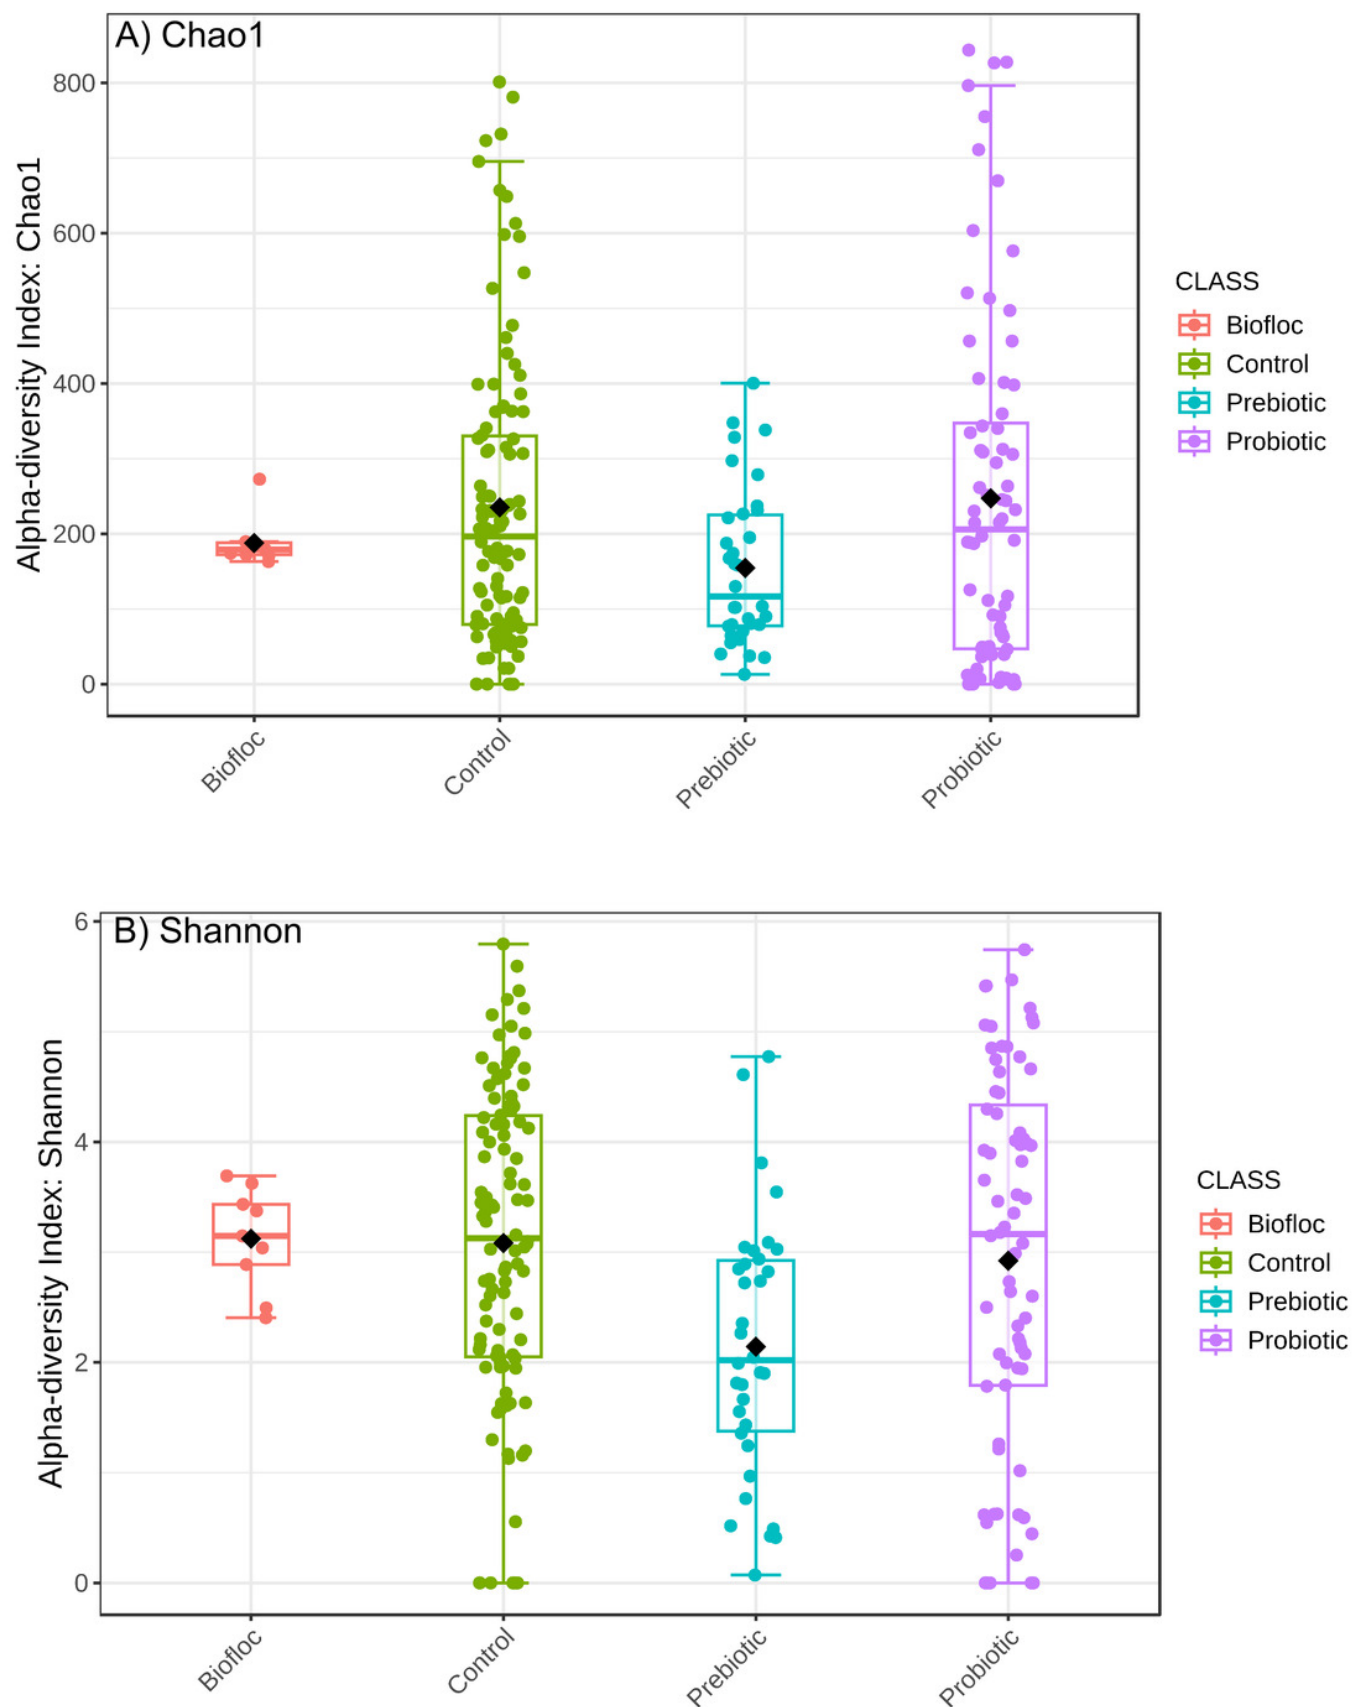 A) Chao1
Alpha-diversity Index: Chao1
800
600
400
200
0
Biofloc
Control
Prebiotic
Probiotic
CLASS
Biofloc
Control
Prebiotic
Probiotic
B) Shannon
Alpha-diversity Index: Shannon
6
4
2
0
Biofloc
Control
Prebiotic
Probiotic
CLASS
Biofloc
Control
Prebiotic
Probiotic